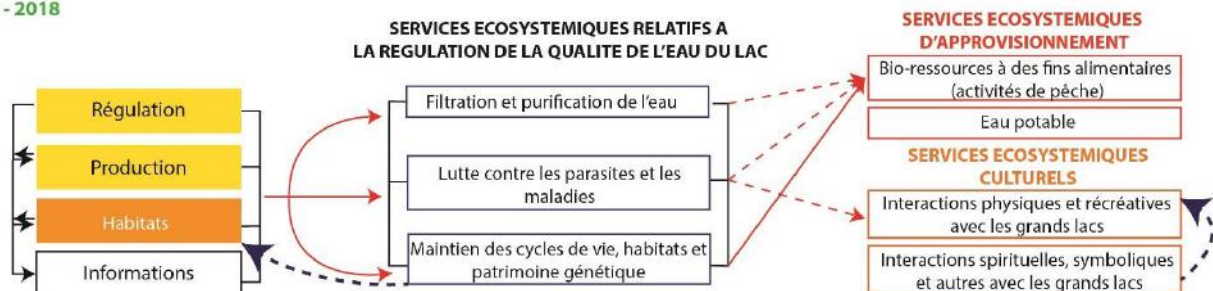 - 2018
SERVICES ECOSYSTEMIQUES RELATIFS A
LA REGULATION DE LA QUALITE DE L'EAU DU LAC
SERVICES ECOSYSTEMIQUES
D'APPROVISIONNEMENT
Régulation
Production
Habitats
Informations
Filtration et purification de l'eau
Lutte contre les parasites et les
maladies
Maintien des cycles de vie, habitats et
patrimoine génétique
Bio-ressources à des fins alimentaires
(activités de pêche)
Eau potable
SERVICES ECOSYSTEMIQUES
CULTURELS
Interactions physiques et récréatives
avec les grands lacs
Interactions spirituelles, symboliques
et autres avec les grands lacs